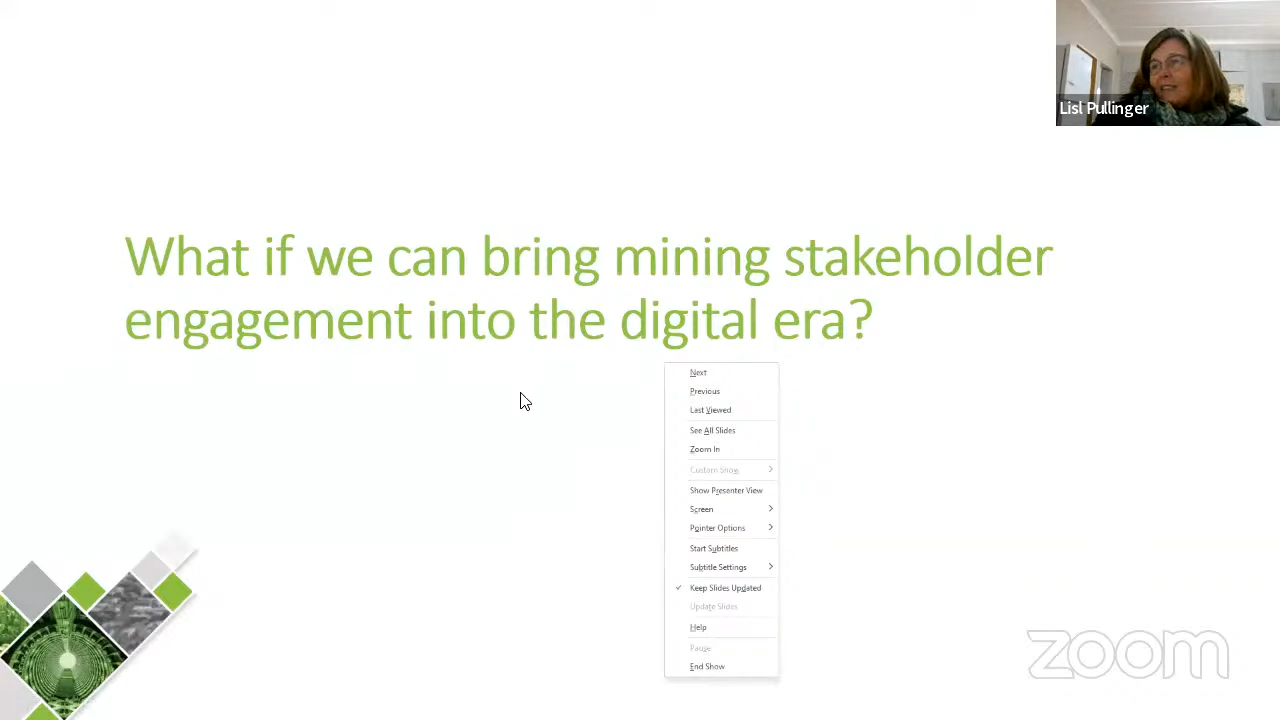 Lisl Pullinger
What if we can bring mining stakeholder
engagement into the digital era?
Next
Previous
Last Viewed
See All Slides
Zoom In
Custom Show
Show Presenter View
Screen
Pointer Options
Start Subtitles
Subtitle Settings
Keep Slides Updated
Update Slides
Help
Pause
End Show
zoom